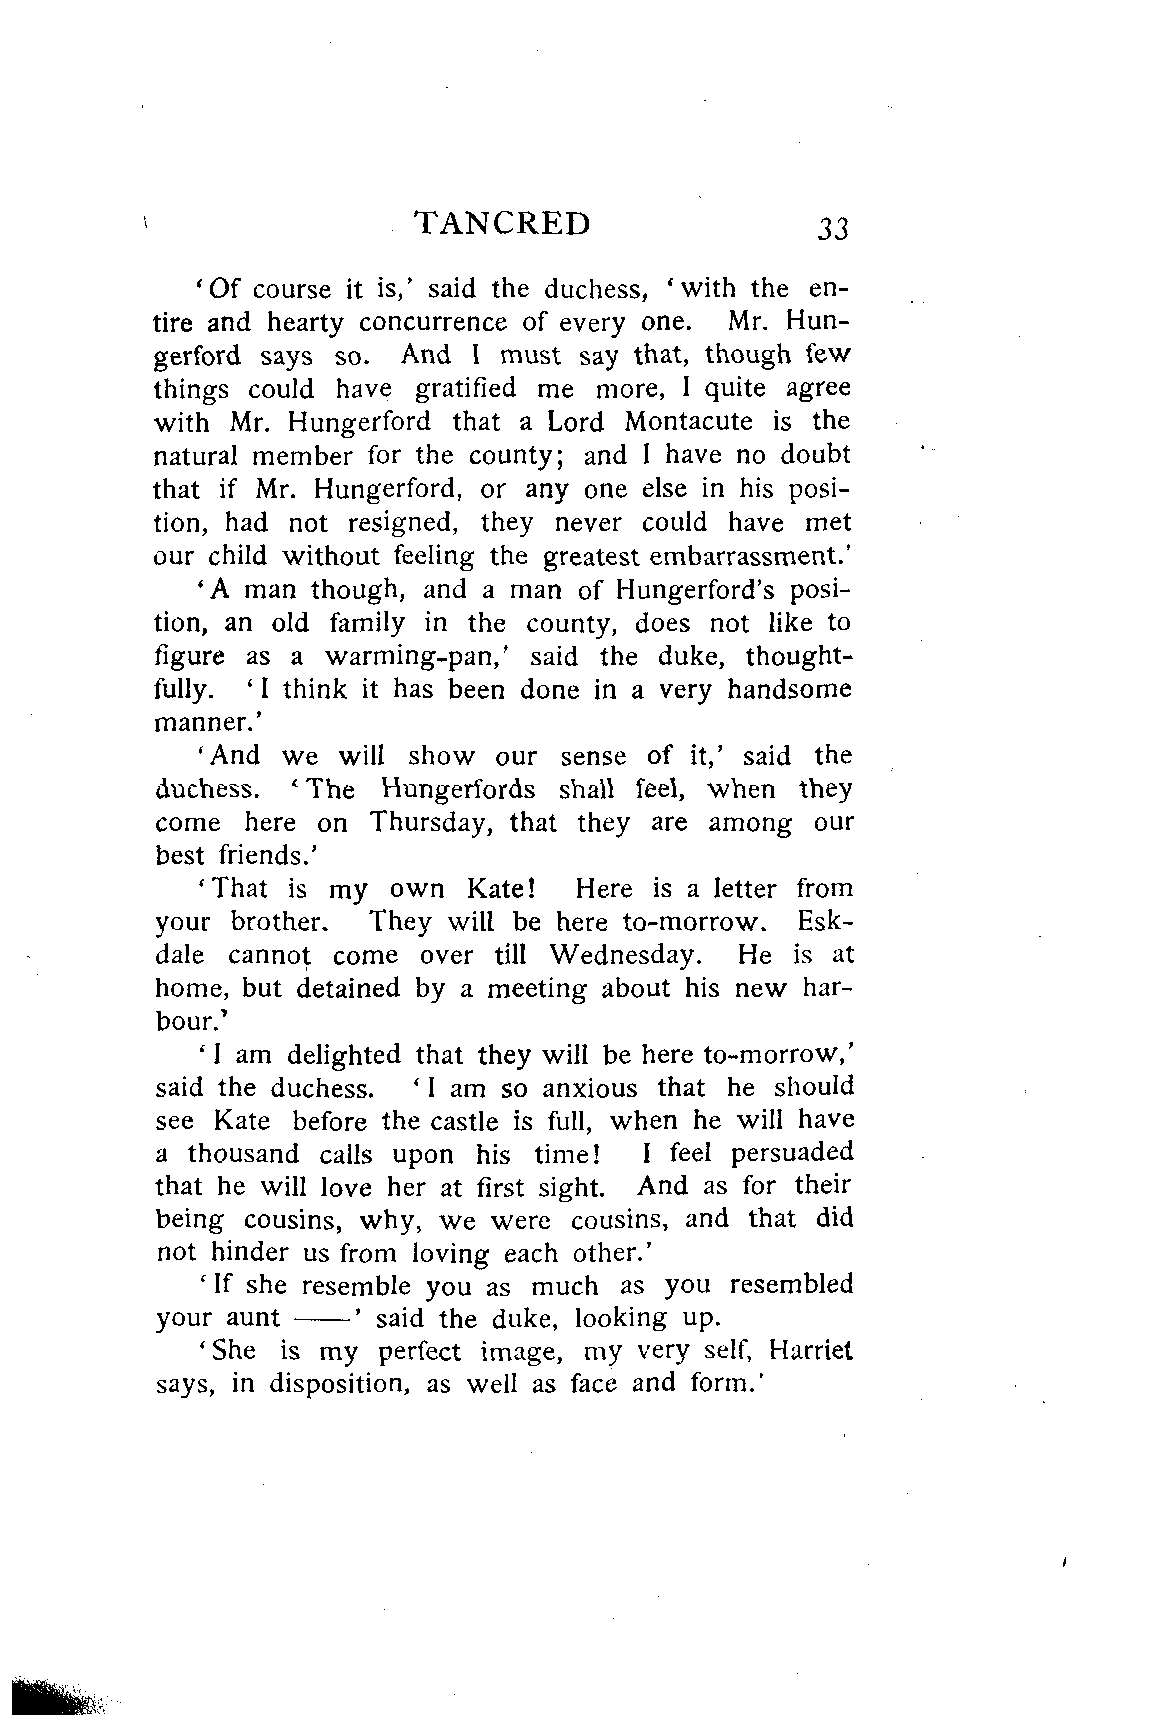 TANCRED 33
‘Of course it is,’ said the duchess, ‘with the en-
tire and hearty concurrence of every one. Mr. Hun-
gerford says so. And I must say that, though few
things could have gratified me more, I quite agree
with Mr. Hungerford that a Lord Montacute is the
natural member for the county; and I have no doubt
that if Mr. Hungerford, or any one else in his posi-
tion, had not resigned, they never could have met
our child without feeling the greatest embarrassment.’
‘A man though, and a man of Hungerford's posi-
tion, an old family in the county, does not like to
figure as a warming-pan,’ said the duke, thought-
fully. ‘I think it has been done in a very handsome
manner.’
‘And we will show our sense of it,’ said the
duchess. ‘The Hungerfords shall feel, when they
come here on Thursday, that they are among our
best friends.’
‘That is my own Kate! Here is a letter from
your brother. They will be here to-morrow. Esk-
dale cannot come over till Wednesday. He is at
home, but detained by a meeting about his new har-
bour.’
‘I am delighted that they will be here to-morrow,’
said the duchess. ‘I am so anxious that he should
see Kate before the castle is full, when he will have
a thousand calls upon his time! I feel persuaded
that he will love her at first sight. And as for their
being cousins, why, we were cousins, and that did
not hinder us from loving each other.’
‘If she resemble you as much as you resembled
your aunt ——’ said the duke, looking up.
‘She is my perfect image, my very self, Harriet
says, in disposition, as well as face and form.’